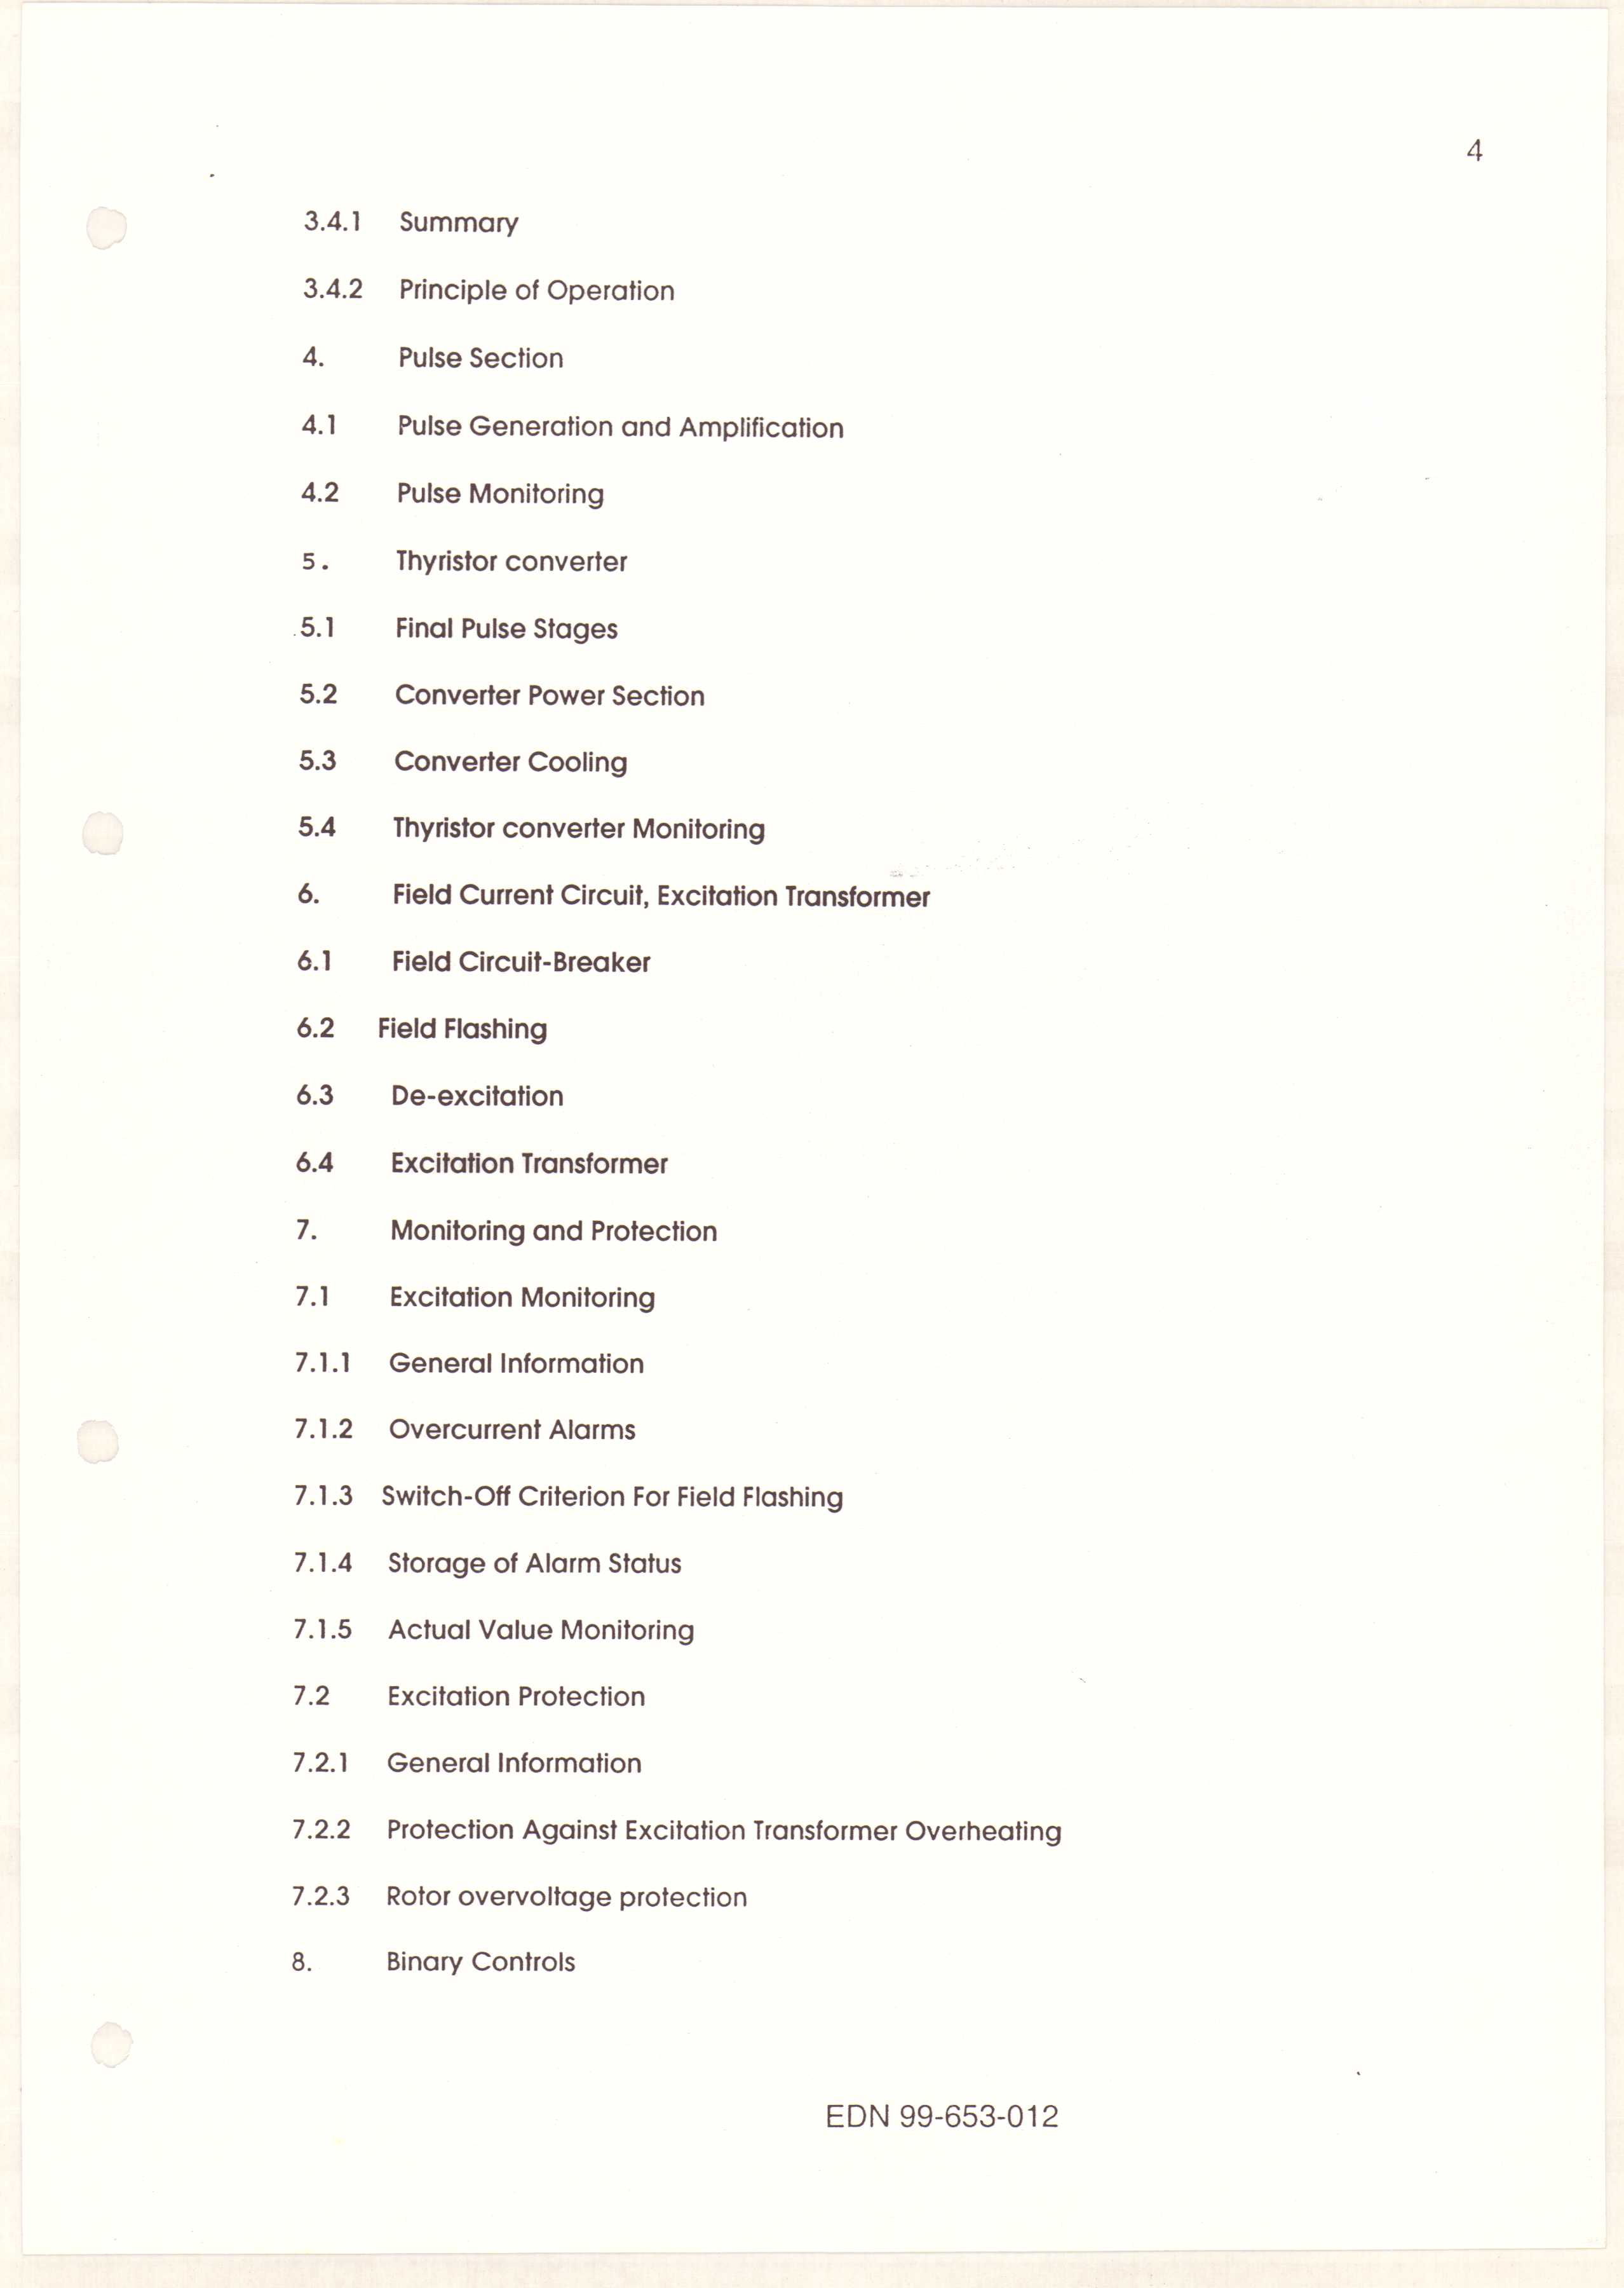 4
3.4.1 Summary
3.4.2 Principle of Operation
4. Pulse Section
4.1 Pulse Generation and Amplification
4.2 Pulse Monitoring
5. Thyristor converter
5.1 Final Pulse Stages
5.2 Converter Power Section
5.3 Converter Cooling
5.4 Thyristor converter Monitoring
6. Field Current Circuit, Excitation Transformer
6.1 Field Circuit-Breaker
6.2 Field Flashing
6.3 De-excitation
6.4 Excitation Transformer
7. Monitoring and Protection
7.1 Excitation Monitoring
7.1.1 General Information
7.1.2 Overcurrent Alarms
7.1.3 Switch-Off Criterion For Field Flashing
7.1.4 Storage of Alarm Status
7.1.5 Actual Value Monitoring
7.2 Excitation Protection
7.2.1 General Information
7.2.2 Protection Against Excitation Transformer Overheating
7.2.3 Rotor overvoltage protection
8. Binary Controls
EDN 99-653-012